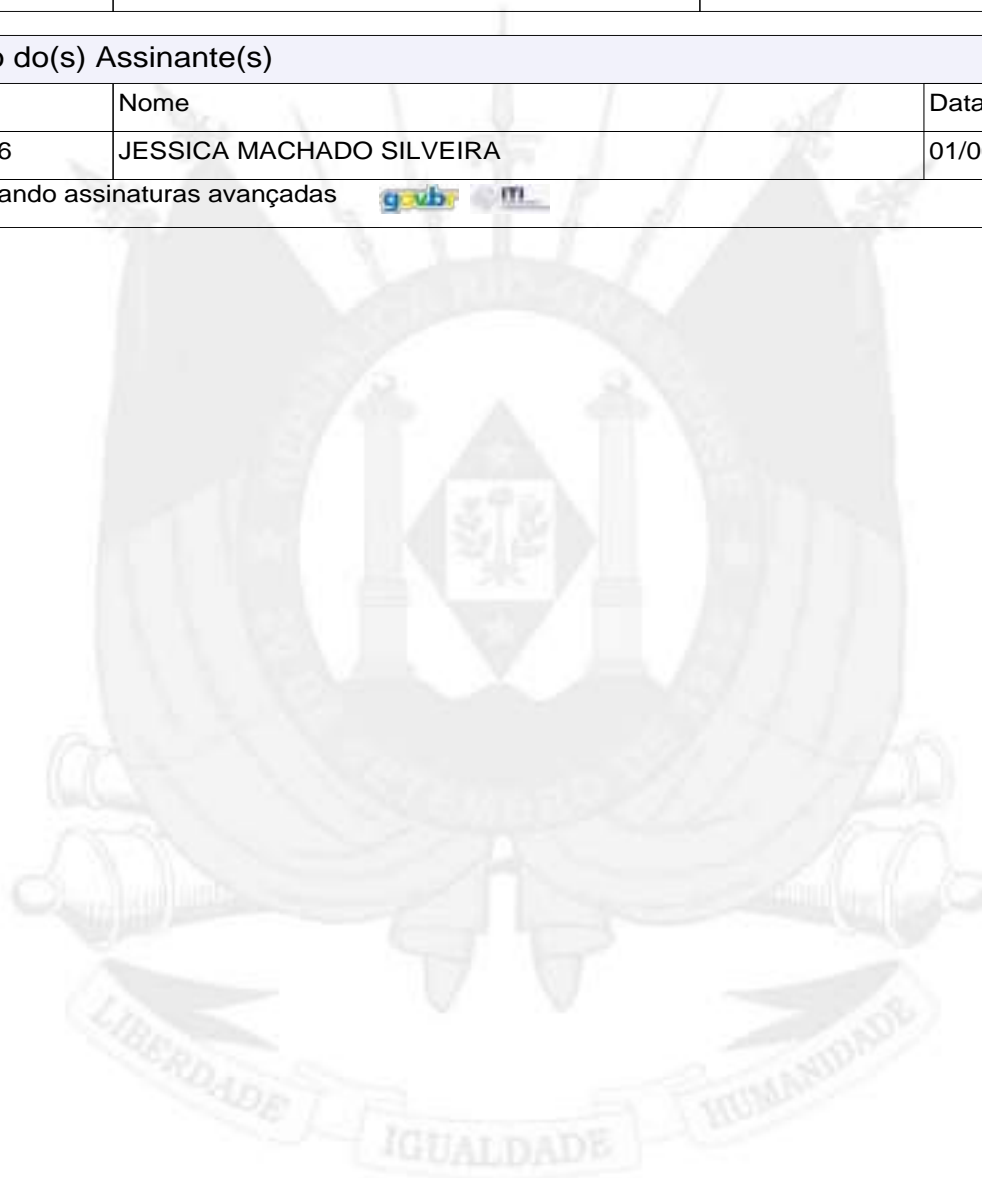 o do(s) Assinante(s)
Nome Data
6 JESSICA MACHADO SILVEIRA 01/0
ando assinaturas avançadas gov.br ITI
LIBERDADE IGUALDADE HUMANIDADE